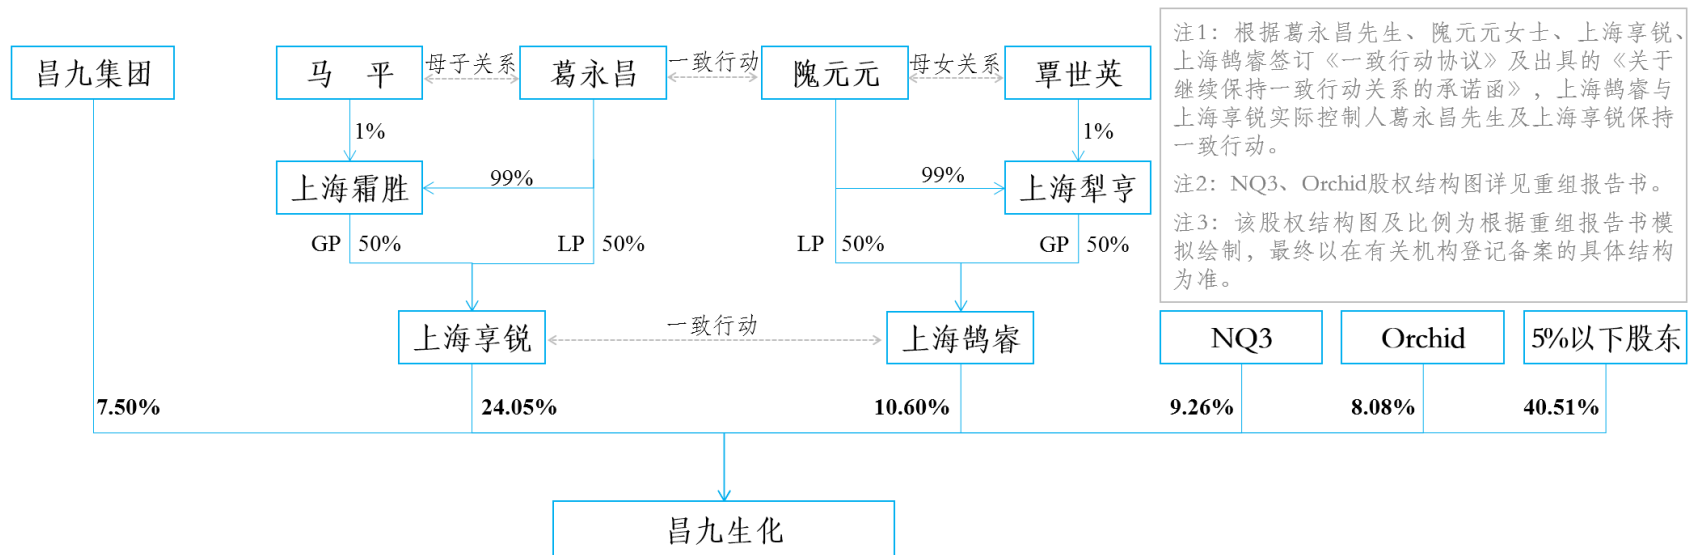 注1：根据葛永昌先生、隗元元女士、上海享锐、
上海鹄睿签订《一致行动协议》及出具的《关于
继续保持一致行动关系的承诺函》，上海鹄睿与
上海享锐实际控制人葛永昌先生及上海享锐保持
一致行动。
注2：NQ3、Orchid股权结构图详见重组报告书。
注3：该股权结构图及比例为根据重组报告书模
拟绘制，最终以在有关机构登记备案的具体结构
为准。
昌九集团
马 平
母子关系
葛永昌
一致行动
隗元元
母女关系
覃世英
1%
1%
上海霜胜
99%
99%
上海犁亨
GP
50%
LP
50%
LP
50%
GP
50%
上海享锐
一致行动
上海鹄睿
NQ3
Orchid
5%以下股东
7.50%
24.05%
10.60%
9.26%
8.08%
40.51%
昌九生化